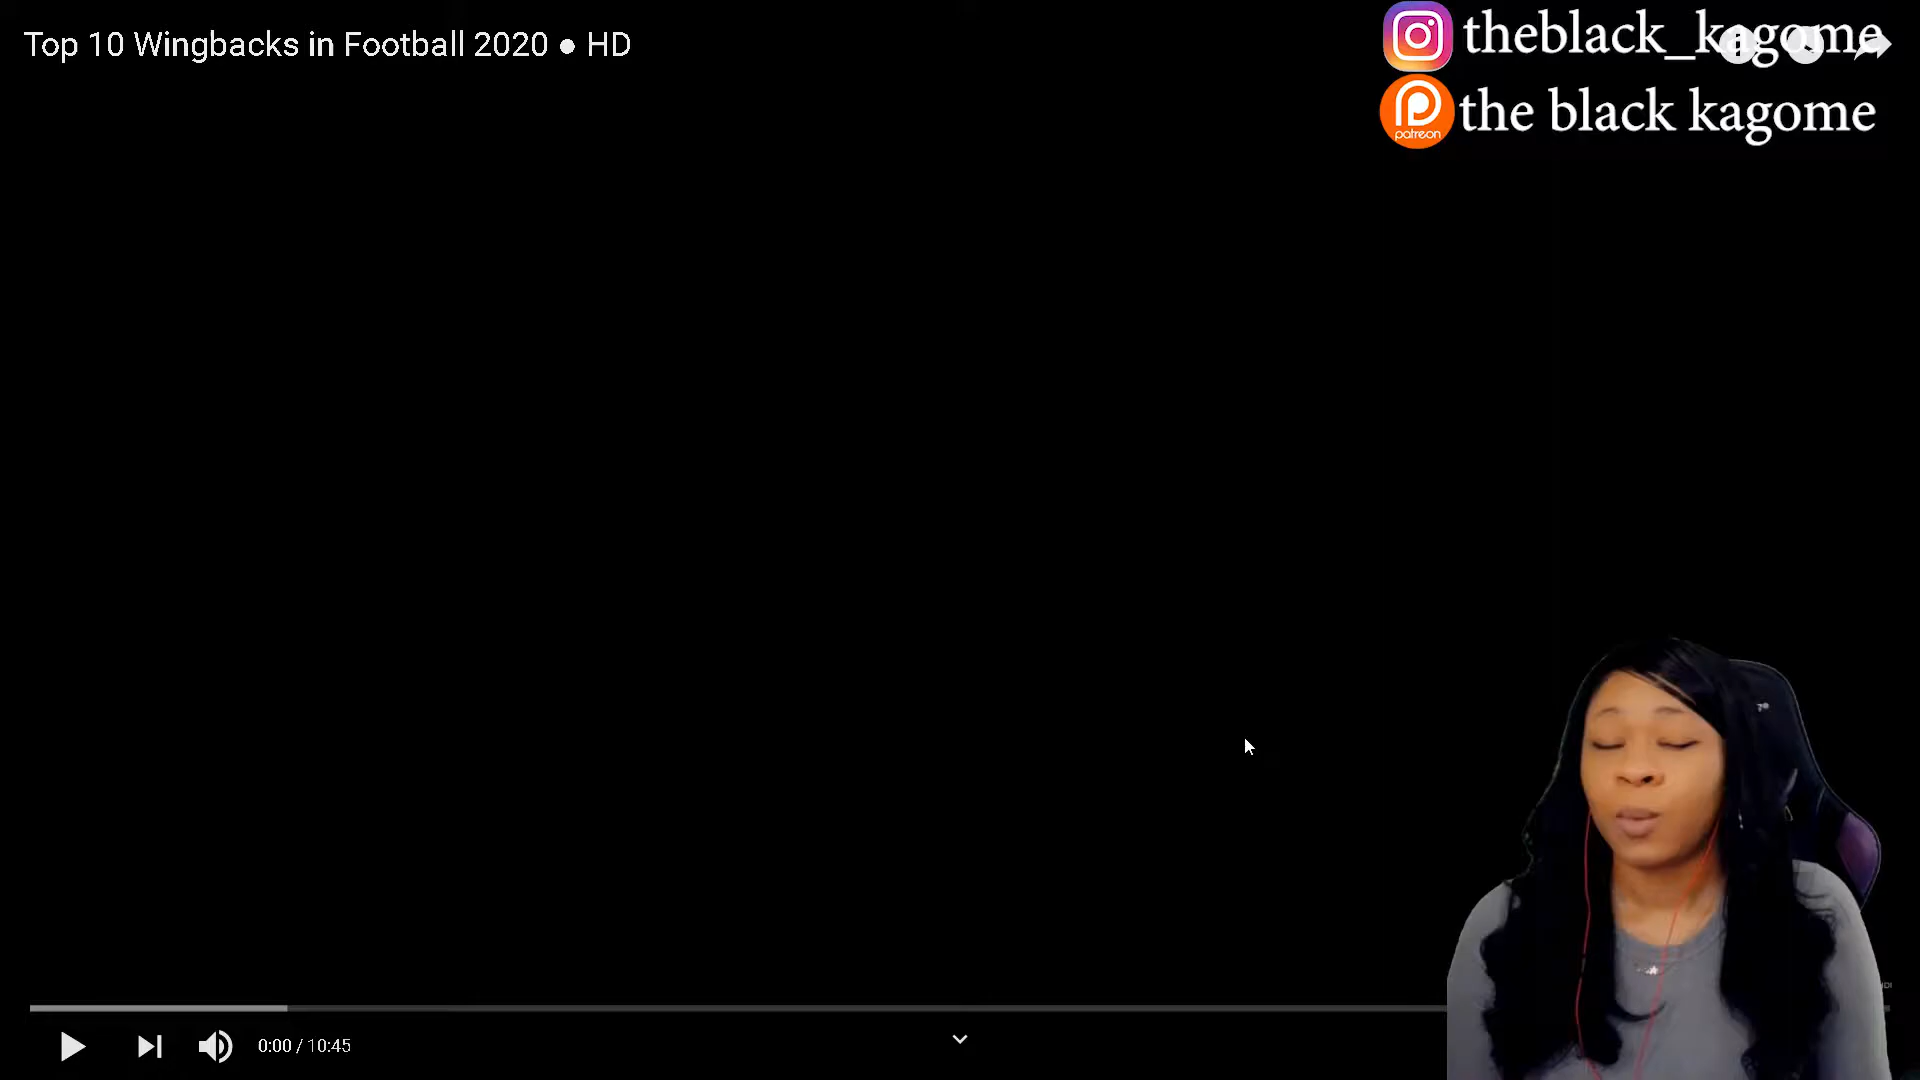 Top 10 Wingbacks in Football 2020 ● HD
theblack_kagome
patreon
the black kagome
0:00 / 10:45